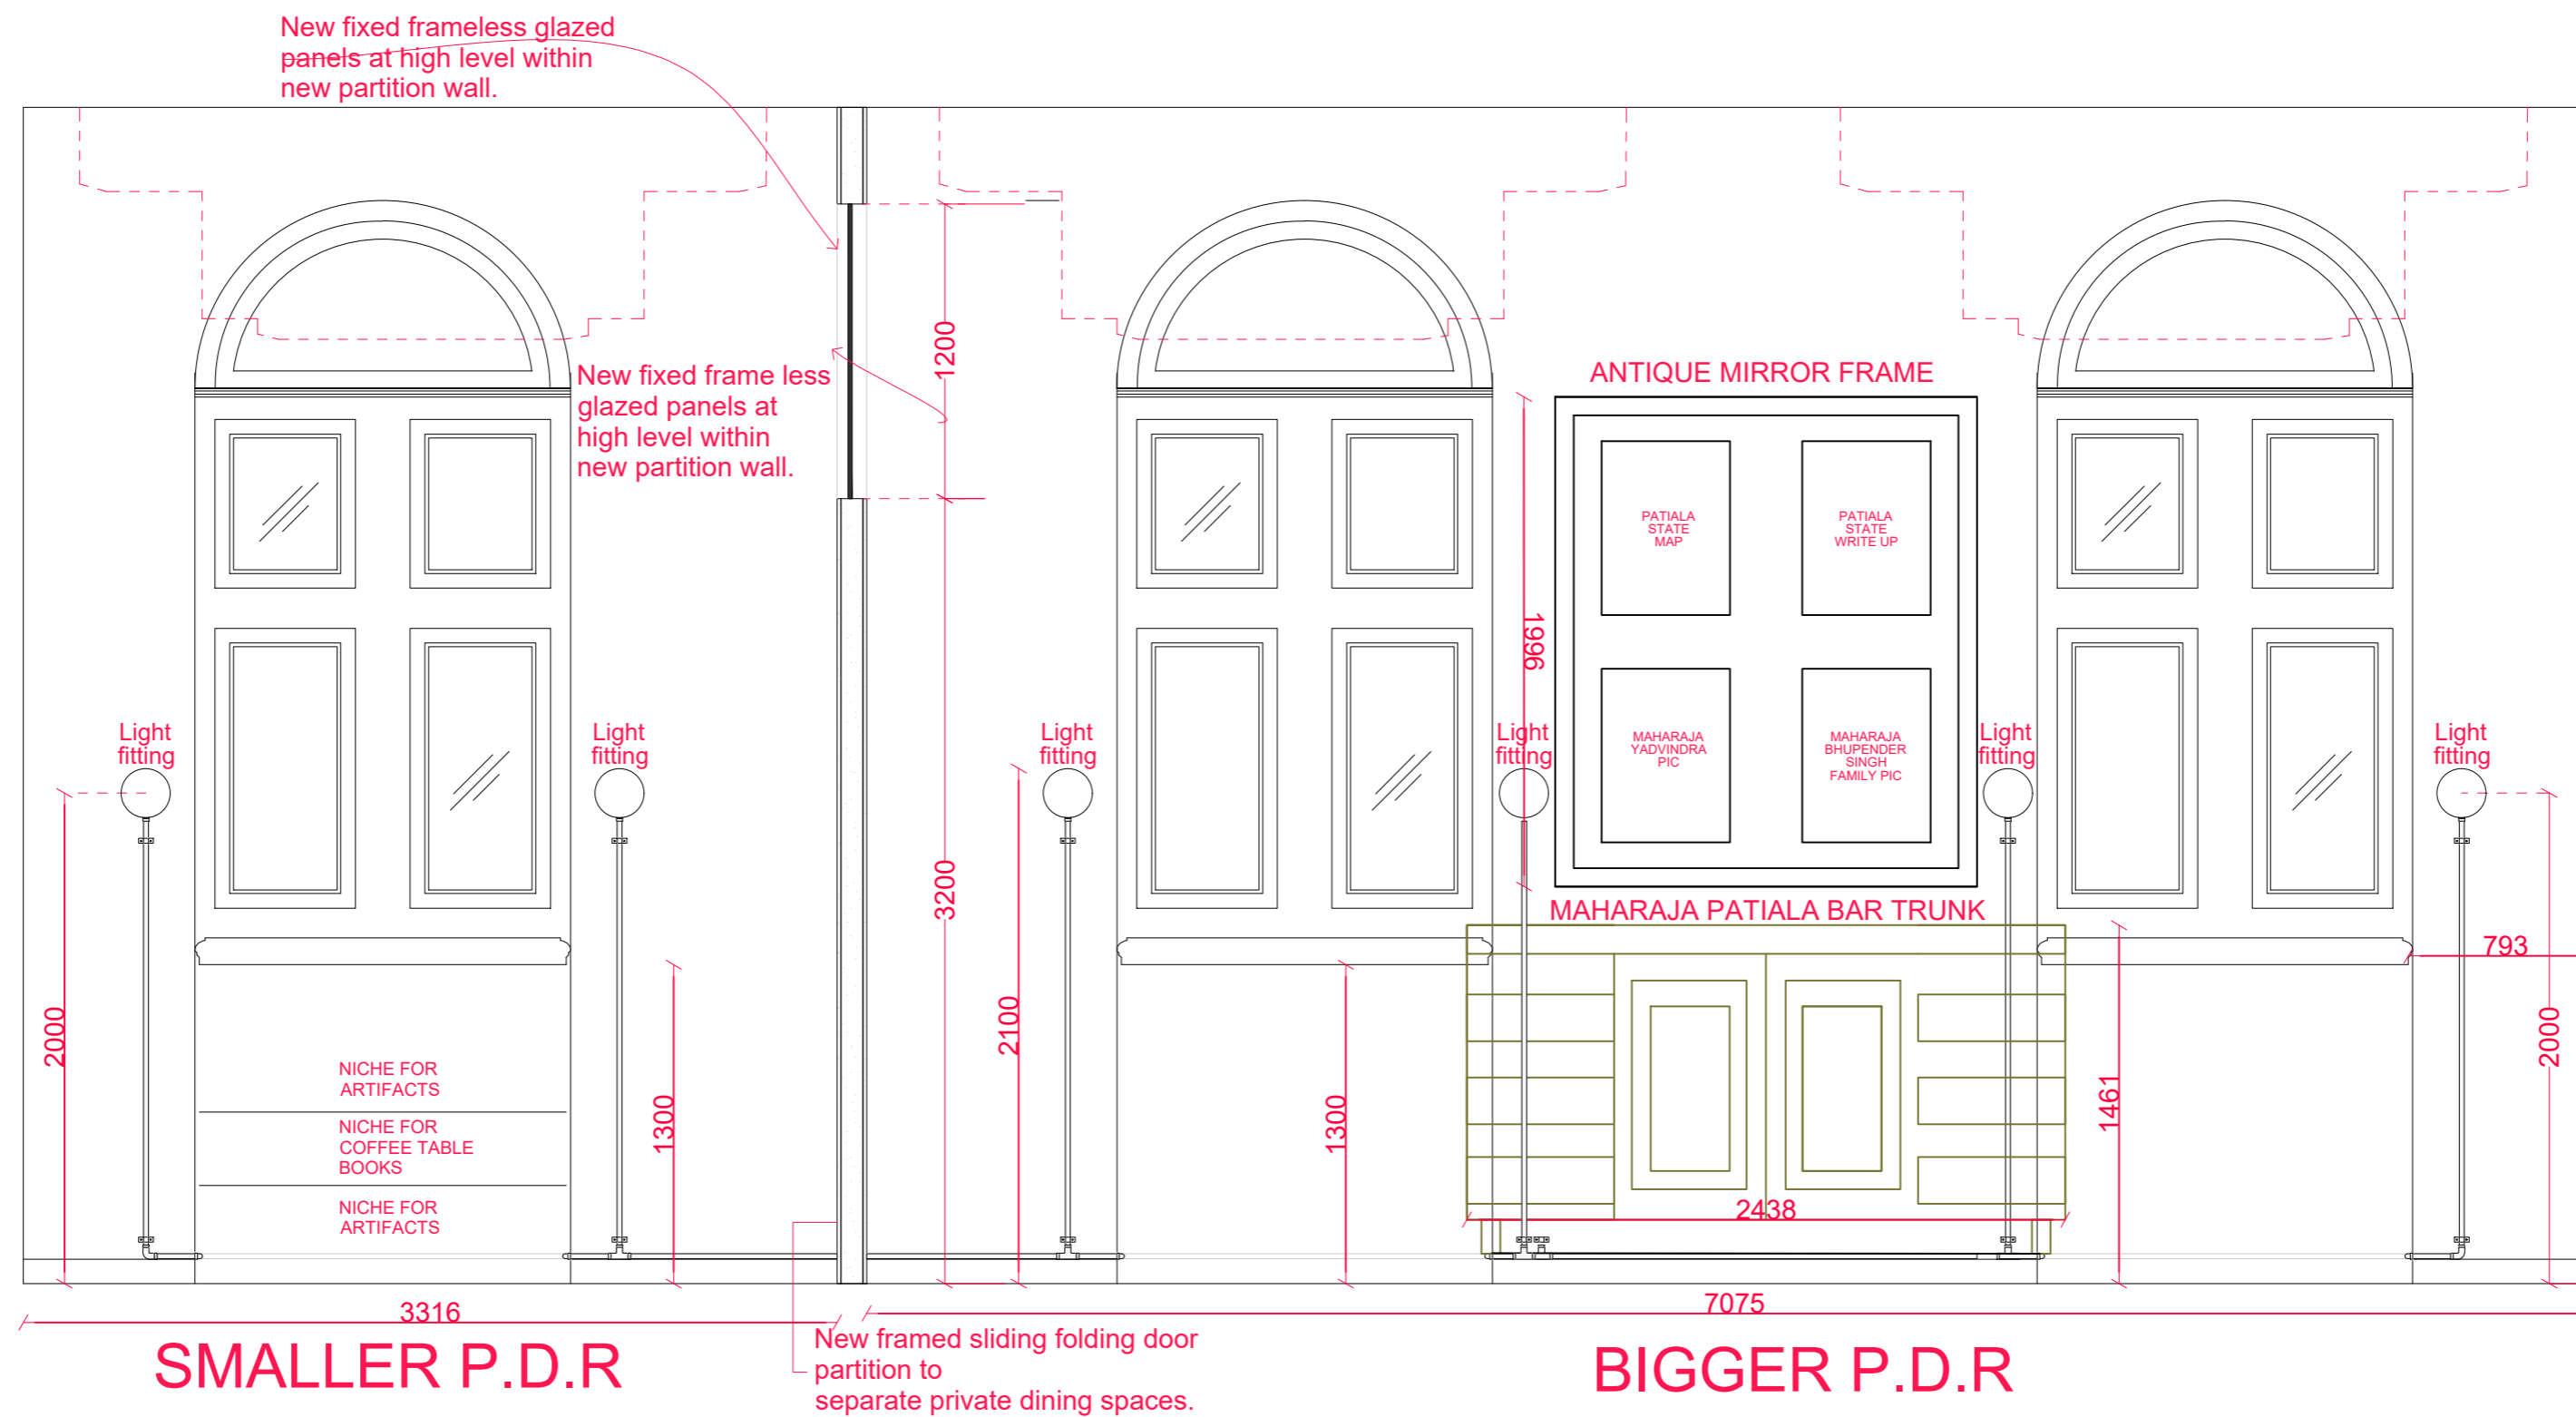 New fixed frameless glazed
panels at high level within
new partition wall.
New fixed frame less
glazed panels at
high level within
new partition wall.
1200
ANTIQUE MIRROR FRAME
PATIALA
STATE
MAP
PATIALA
STATE
WRITE UP
1996
MAHARAJA
YADVINDRA
PIC
MAHARAJA
BHUPENDER
SINGH
FAMILY PIC
Light
fitting
Light
fitting
Light
fitting
Light
fitting
Light
fitting
Light
fitting
3200
MAHARAJA PATIALA BAR TRUNK
793
2000
2100
2000
NICHE FOR
ARTIFACTS
NICHE FOR
COFFEE TABLE
BOOKS
NICHE FOR
ARTIFACTS
1300
1300
1461
2438
3316
7075
SMALLER P.D.R
New framed sliding folding door
partition to
separate private dining spaces.
BIGGER P.D.R